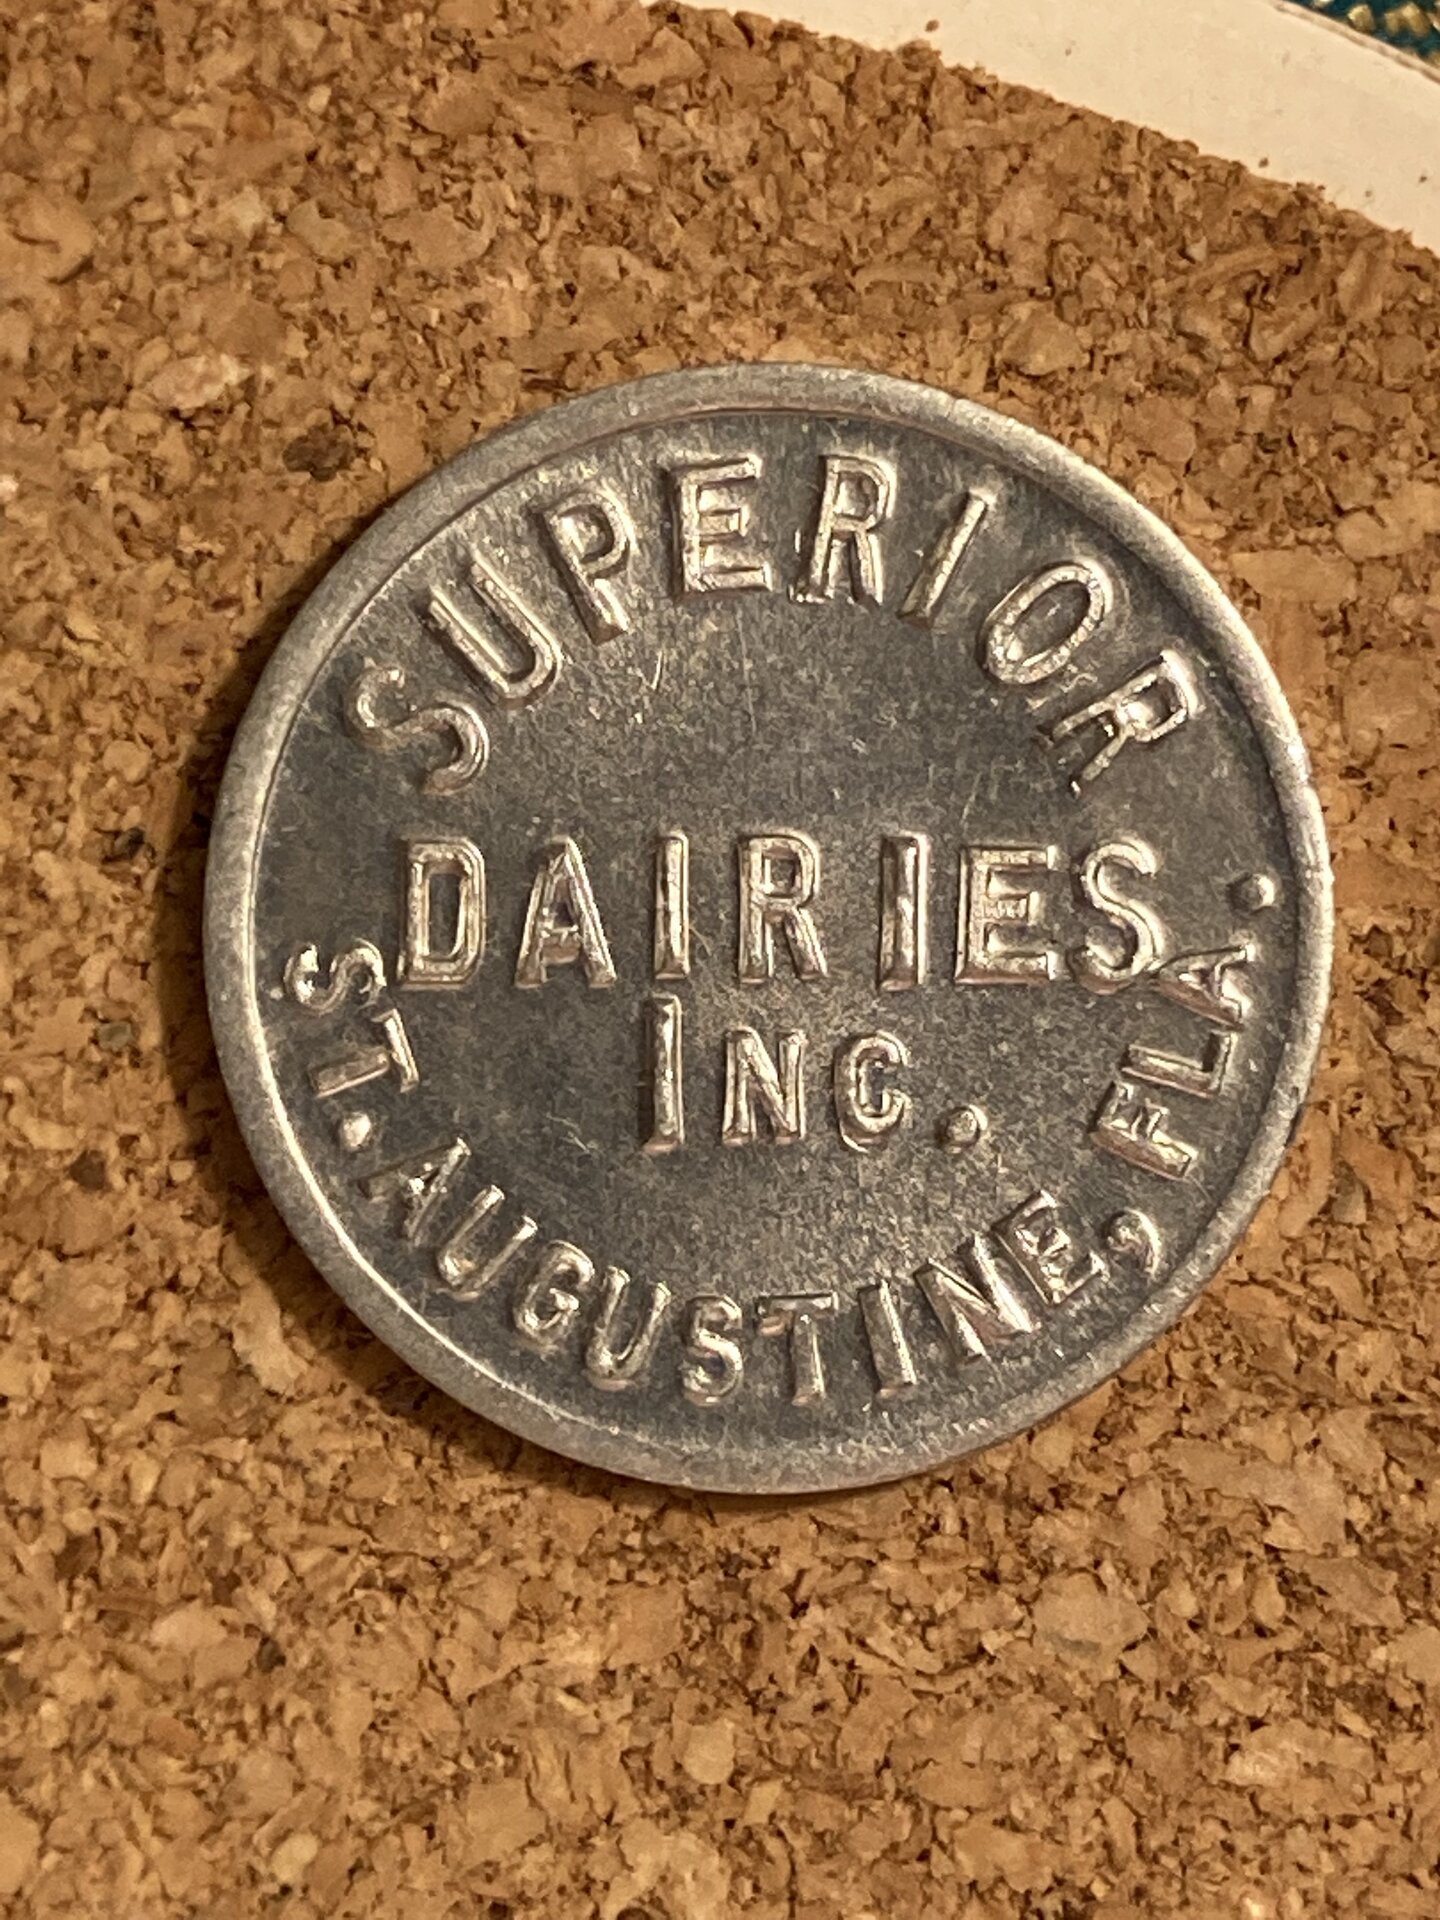 SUPERIOR
DAIRIES
INC.
ST. AUGUSTINE, FLA.